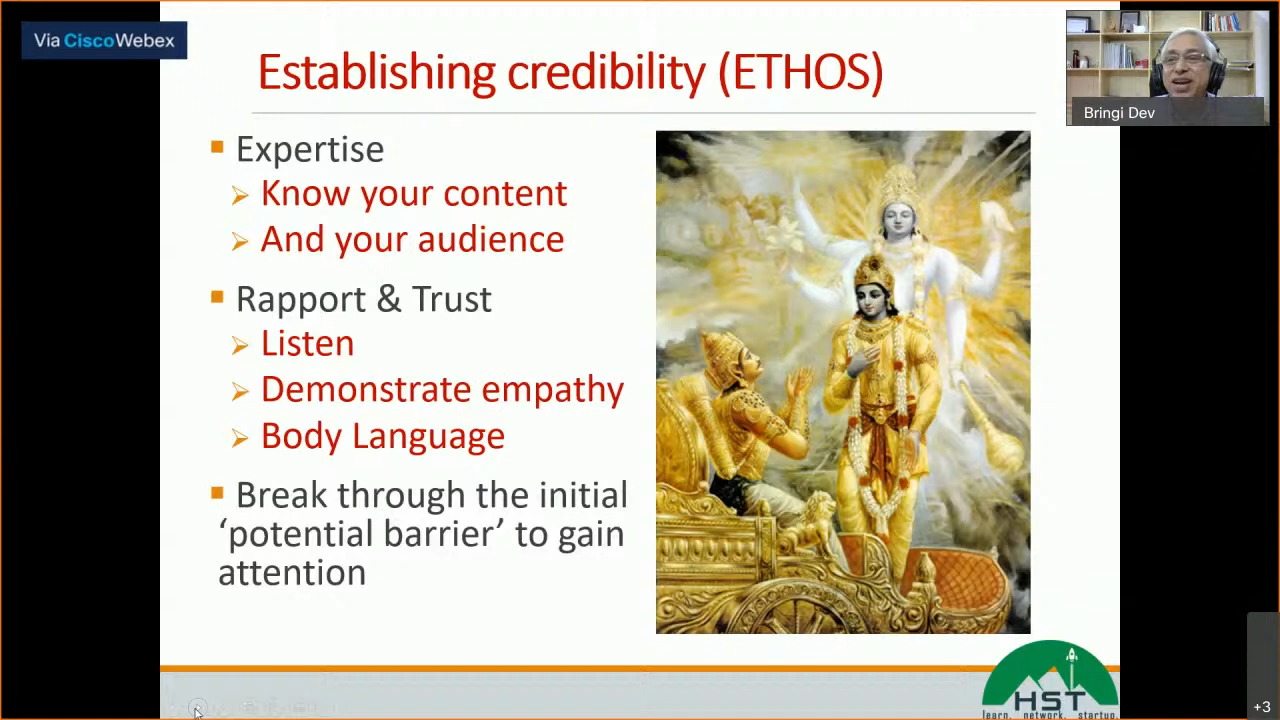 Via CiscoWebex
Establishing credibility (ETHOS)
Bringi Dev
Expertise
Know your content
And your audience
Rapport & Trust
Listen
Demonstrate empathy
Body Language
Break through the initial
‘potential barrier’ to gain
attention
HST
learn. network. startup.
+3